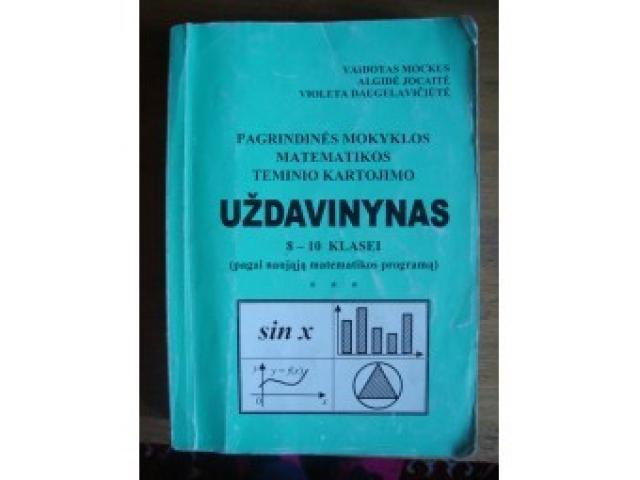 VAIDOTAS MOCKUS
ALGIDĖ JOCAITĖ
VIOLETA DAUGELAVIČIŪTĖ
PAGRINDINĖS MOKYKLOS
MATEMATIKOS
TEMINIO KARTOJIMO
UŽDAVINYNAS
8 – 10 KLASEI
(pagal naująją matematikos programą)
* * *
sin x
y y = f(x)
0 x